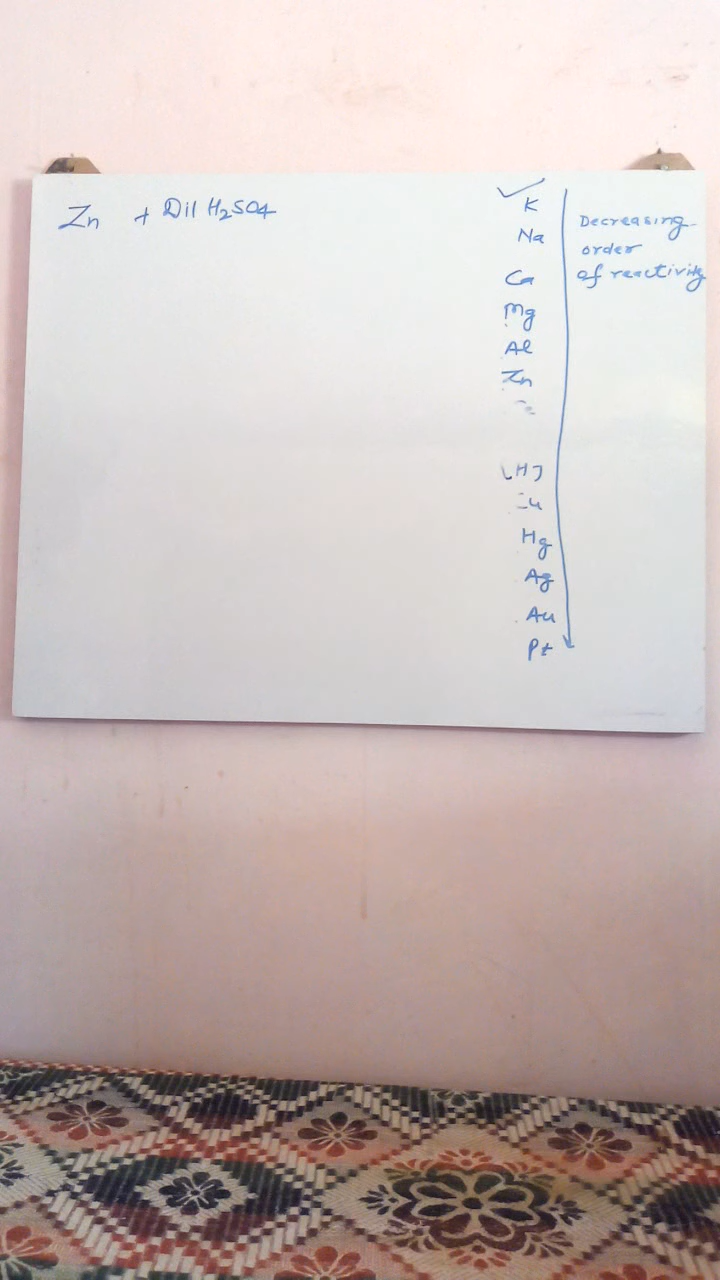 Zn + Dil H2SO4
K
Na
Ca
Mg
Al
Zn
[H]
Hg
Ag
Au
Pt
Decreasing
order
of reactivity